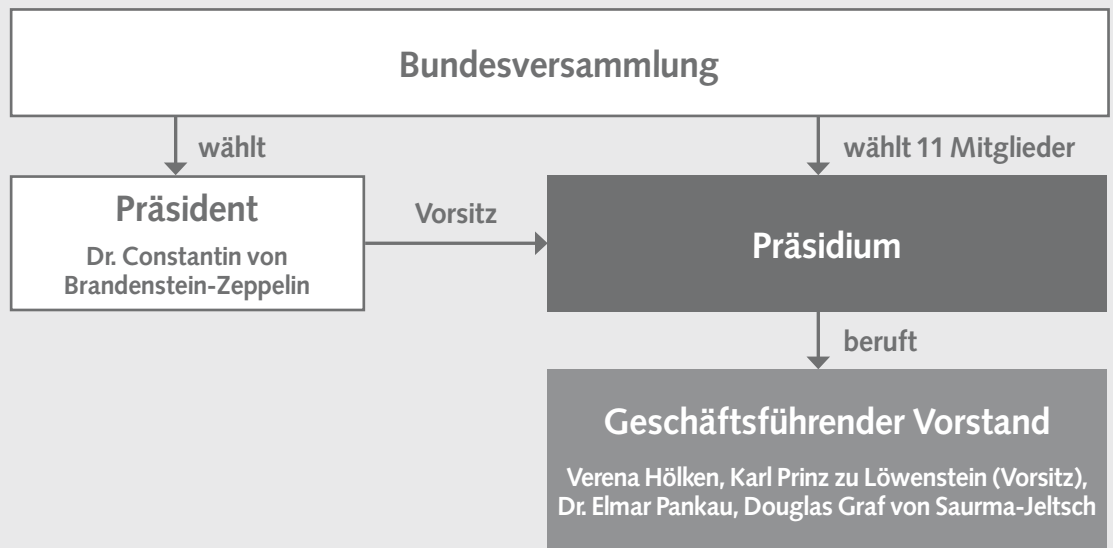 Bundesversammlung
wählt
wählt 11 Mitglieder
Präsident
Dr. Constantin von
Brandenstein-Zeppelin
Vorsitz
Präsidium
beruft
Geschäftsführender Vorstand
Verena Hölken, Karl Prinz zu Löwenstein (Vorsitz),
Dr. Elmar Pankau, Douglas Graf von Saurma-Jeltsch